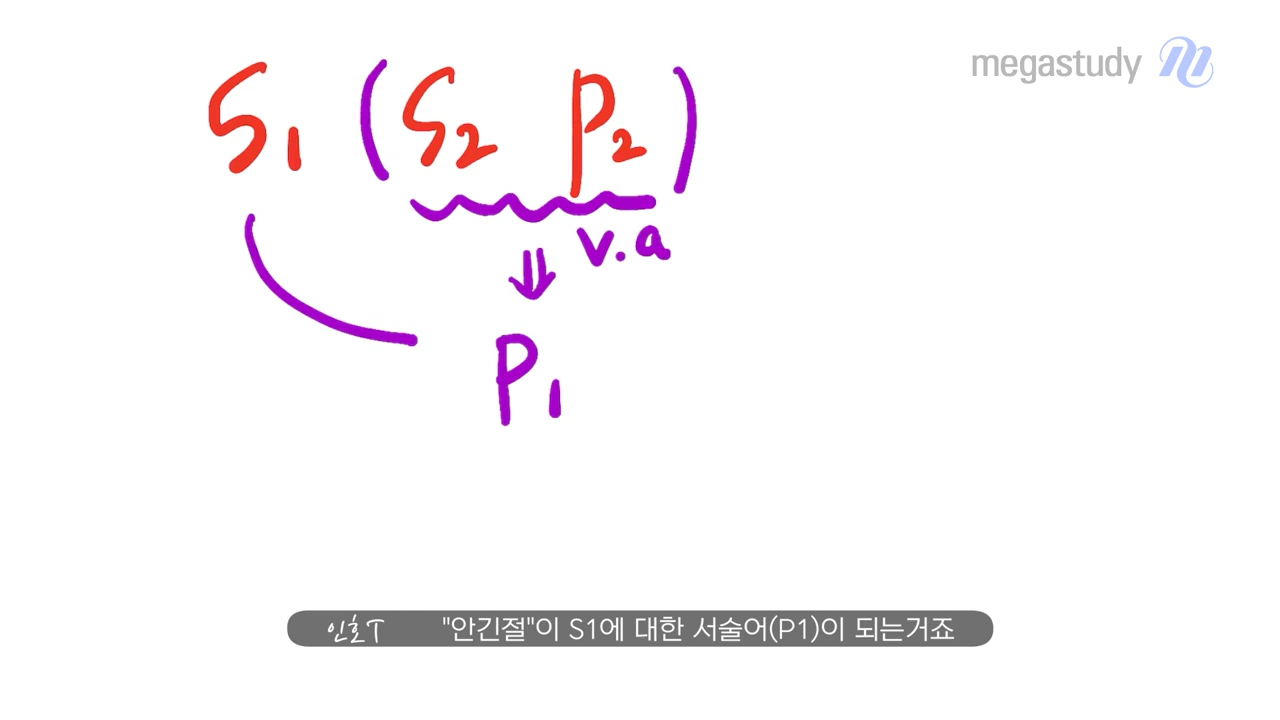 megastudy
S1 (S2 P2)
v.a
⇓
P1
인호T "안긴절"이 S1에 대한 서술어(P1)이 되는거죠